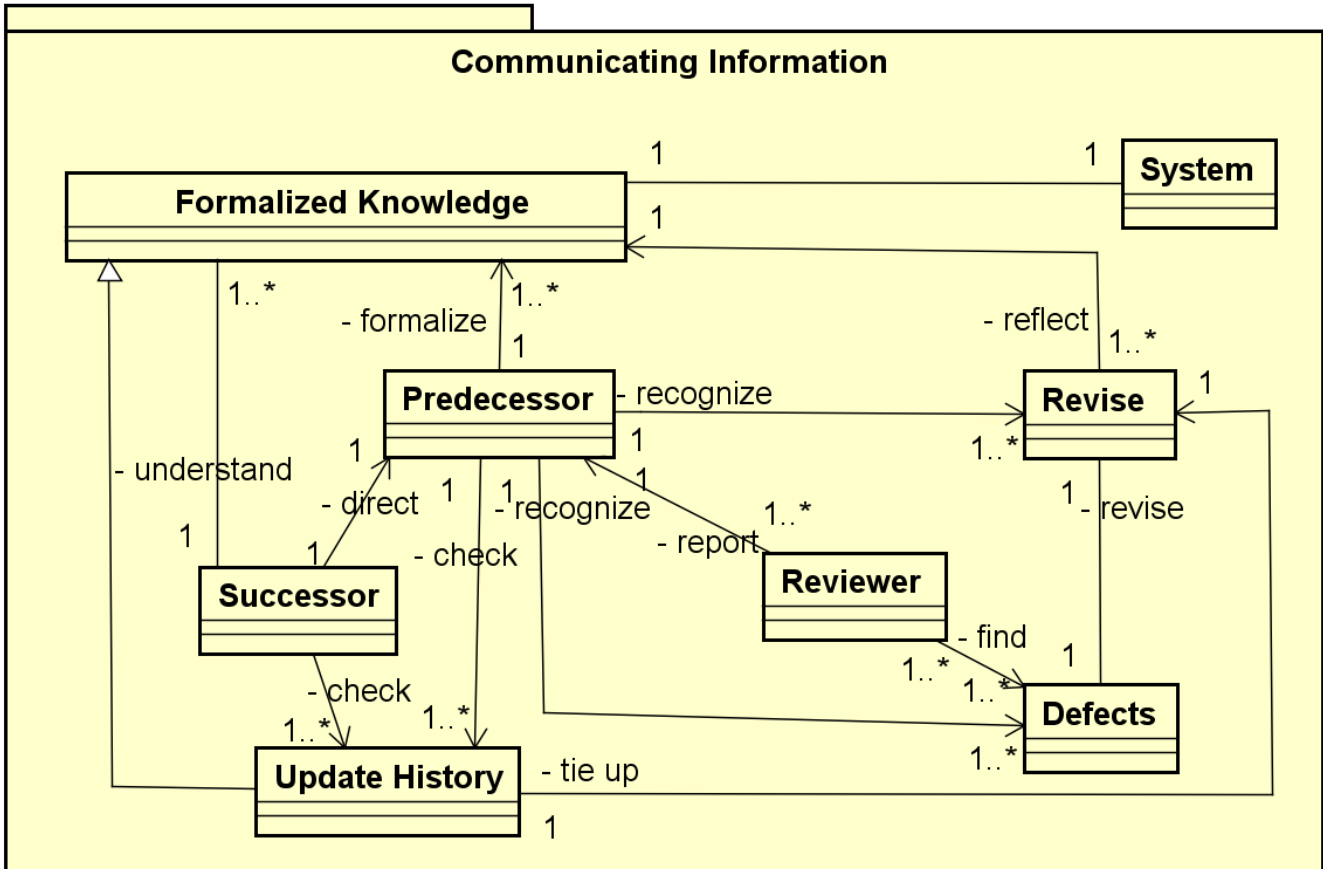 Communicating Information
1
1
System
Formalized Knowledge
1
1..*
1..*
- formalize
- reflect
1
1..*
Predecessor
- recognize
Revise
1
1
1
1..*
- understand
1
1
1
1
- direct
- recognize
1..*
- revise
1
1
- check
- report
Successor
Reviewer
- find
1
- check
1..*
1..*
1..*
1..*
Defects
1..*
Update History
- tie up
1